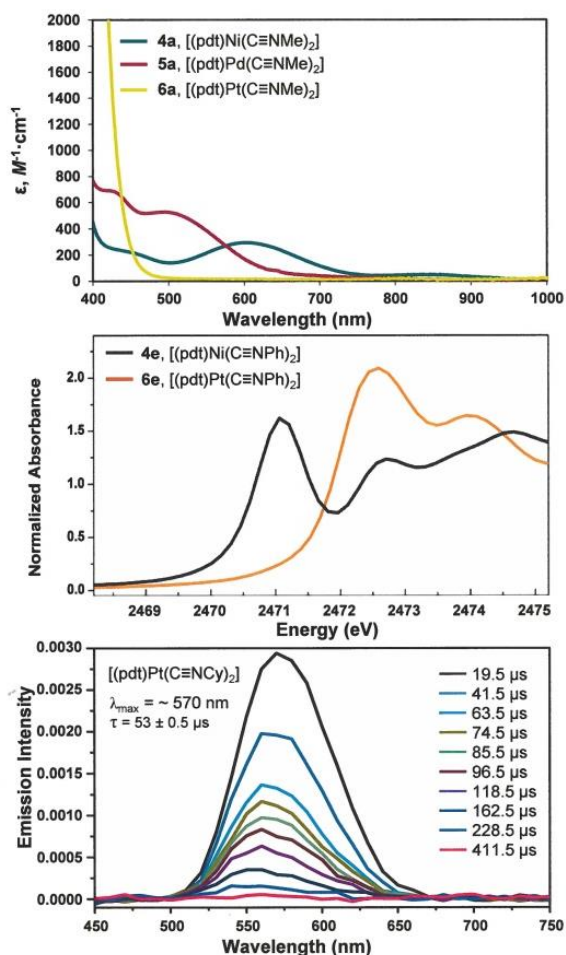 2000
1800
1600
1400
1200
1000
800
600
400
200
0
ε, M⁻¹·cm⁻¹
4a, [(pdt)Ni(C≡NMe)₂]
5a, [(pdt)Pd(C≡NMe)₂]
6a, [(pdt)Pt(C≡NMe)₂]
400 500 600 700 800 900 1000
Wavelength (nm)
4e, [(pdt)Ni(C≡NPh)₂]
6e, [(pdt)Pt(C≡NPh)₂]
2.0
1.5
1.0
0.5
0.0
Normalized Absorbance
2469 2470 2471 2472 2473 2474 2475
Energy (eV)
0.0030
0.0025
0.0020
0.0015
0.0010
0.0005
0.0000
Emission Intensity
[(pdt)Pt(C≡NCy)₂]
λmax = ~ 570 nm
τ = 53 ± 0.5 μs
19.5 μs
41.5 μs
63.5 μs
74.5 μs
85.5 μs
96.5 μs
118.5 μs
162.5 μs
228.5 μs
411.5 μs
450 500 550 600 650 700 750
Wavelength (nm)